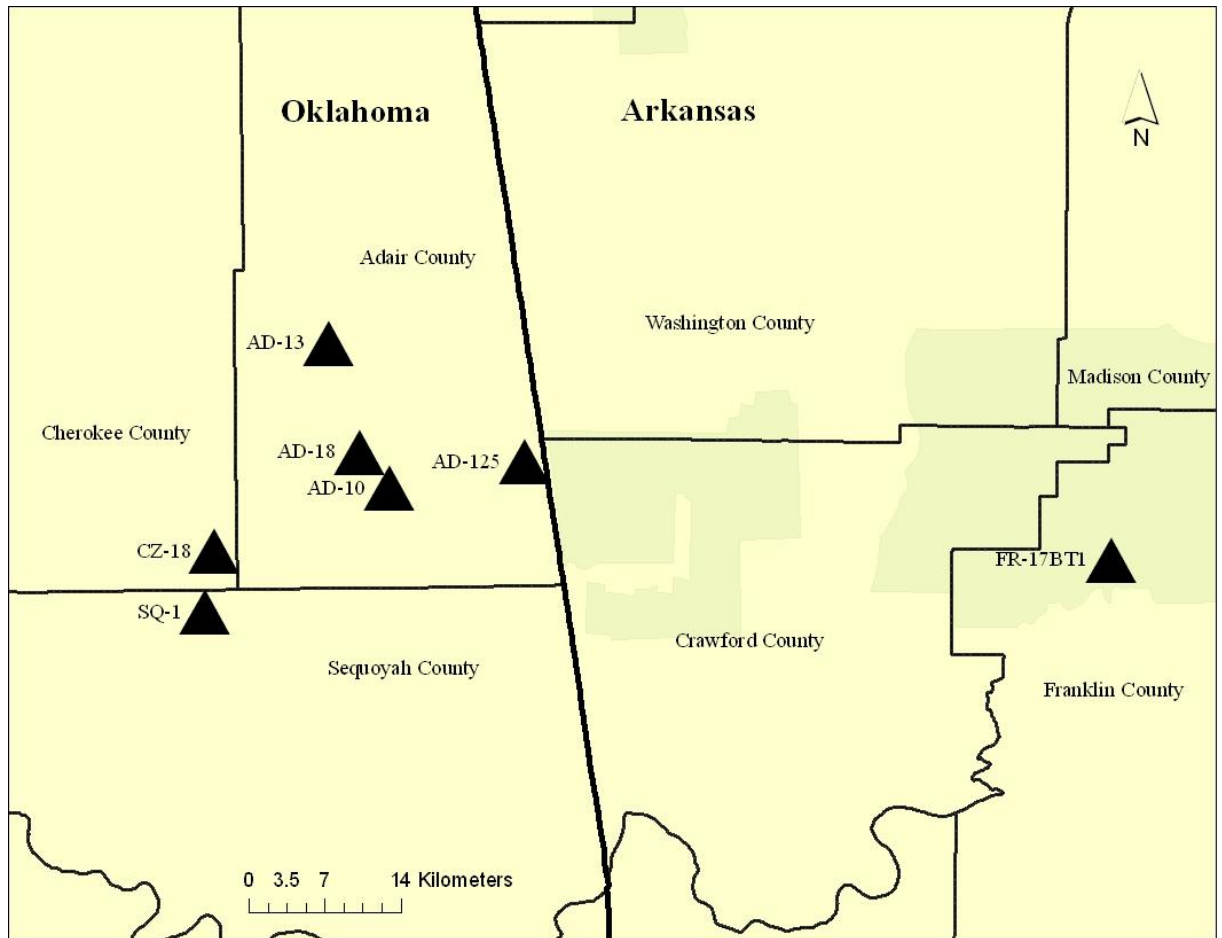 Oklahoma
Arkansas
N
Adair County
Washington County
AD-13
Madison County
Cherokee County
AD-18
AD-125
AD-10
CZ-18
FR-17BT1
SQ-1
Crawford County
Sequoyah County
Franklin County
0 3.5 7 14 Kilometers